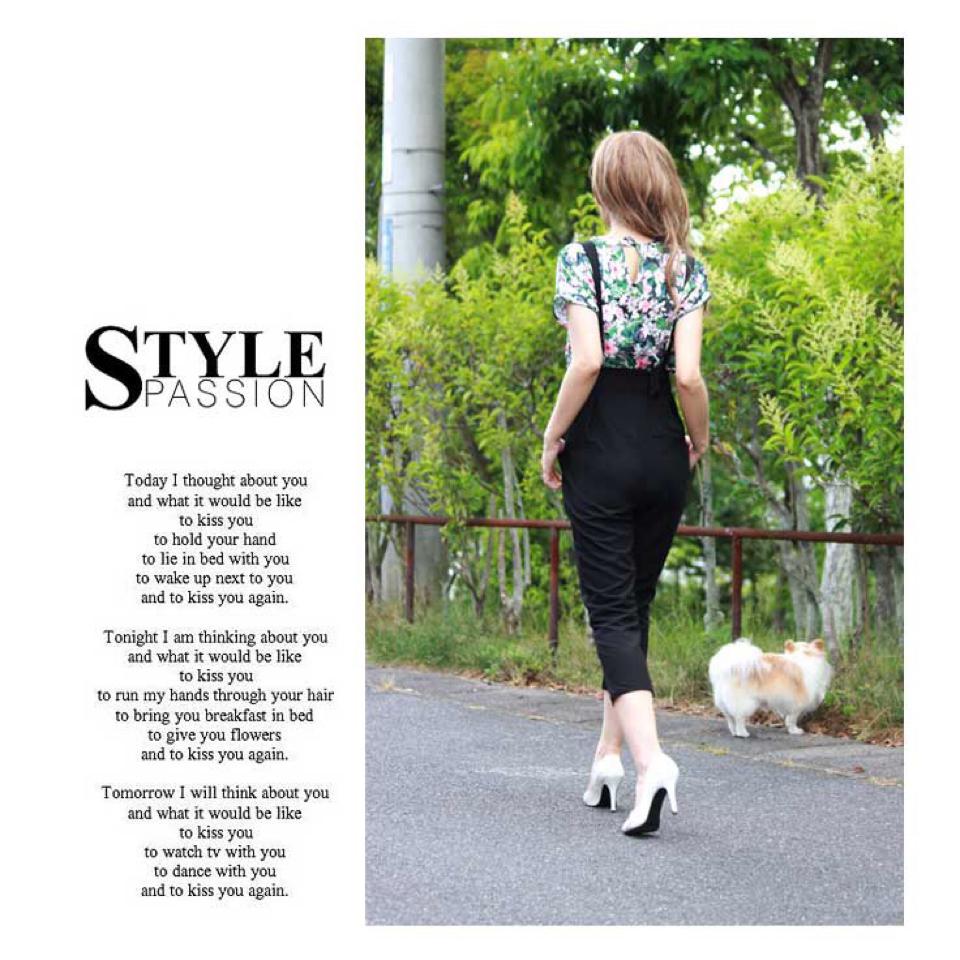 STYLE
PASSION
Today I thought about you
and what it would be like
to kiss you
to hold your hand
to lie in bed with you
to wake up next to you
and to kiss you again.
Tonight I am thinking about you
and what it would be like
to kiss you
to run my hands through your hair
to bring you breakfast in bed
to give you flowers
and to kiss you again.
Tomorrow I will think about you
and what it would be like
to kiss you
to watch tv with you
to dance with you
and to kiss you again.